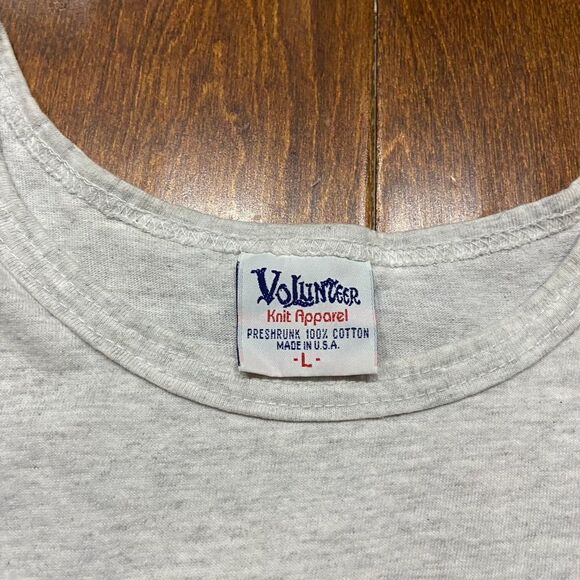 Volunteer
Knit Apparel
PRESHRUNK 100% COTTON
MADE IN U.S.A.
- L -